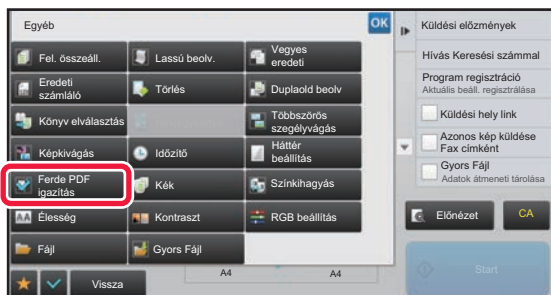 Egyéb
OK
Fel. összeáll.
Lassú beolv.
Vegyes
eredeti
Eredeti
számláló
Törlés
Duplaold beolv
Könyv elválasztás
Többszörös
szegélyvágás
Képkivágás
Időzítő
Háttér
beállítás
Ferde PDF
igazítás
Kék
Színkihagyás
Élesség
Kontraszt
RGB beállítás
Fájl
Gyors Fájl
Vissza
A4
A4
Küldési előzmények
Hívás Keresési számmal
Program regisztráció
Aktuális beáll. regisztrálása
Küldési hely link
Azonos kép küldése
Fax címként
Gyors Fájl
Adatok átmeneti tárolása
Előnézet
CA
Start